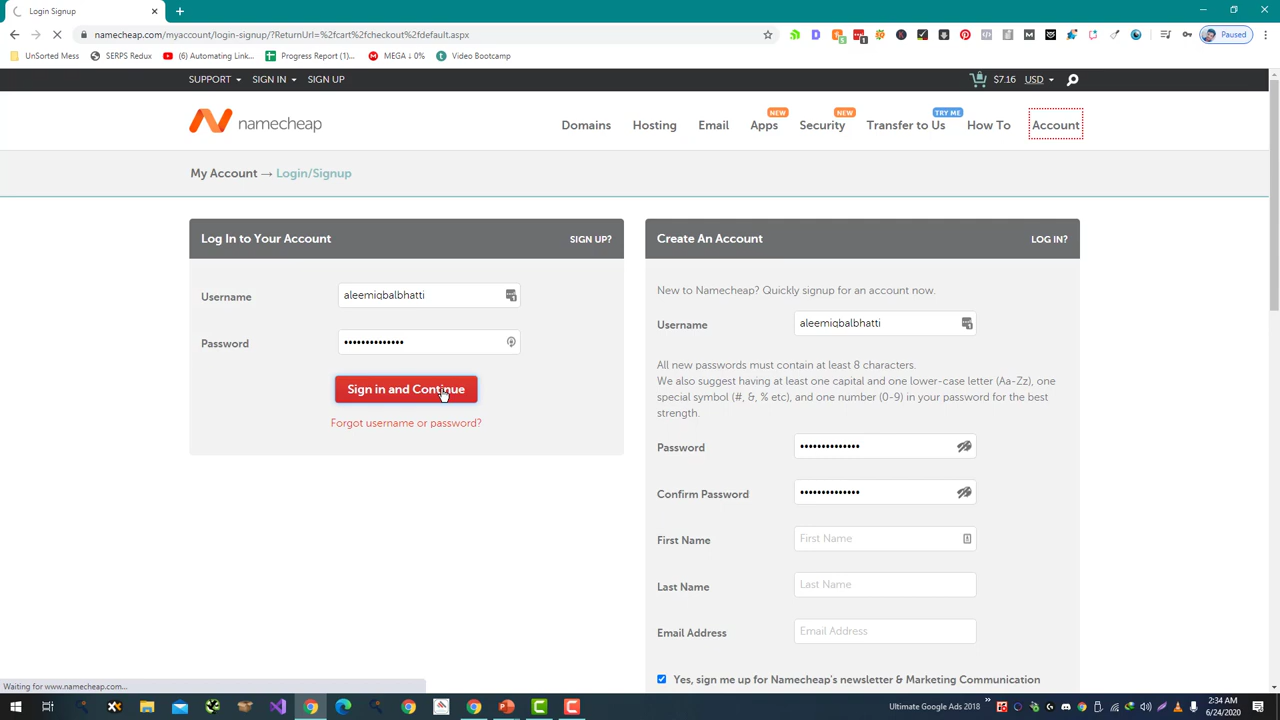 Login Signup
namecheap.com/myaccount/login-signup/?ReturnUrl=%2fcart%2fcheckout%2fdefault.aspx
Paused
UnSorted Mess
SERPS Redux
(6) Automating Link...
Progress Report (1...
MEGA ↓ 0%
Video Bootcamp
SUPPORT
SIGN IN
SIGN UP
$7.16
USD
NEW
NEW
TRY ME
namecheap
Domains
Hosting
Email
Apps
Security
Transfer to Us
How To
Account
My Account → Login/Signup
Log In to Your Account
SIGN UP?
Username
aleemiqbalbhatti
Password
••••••••••••••
Sign in and Continue
Forgot username or password?
Create An Account
LOG IN?
New to Namecheap? Quickly signup for an account now.
Username
aleemiqbalbhatti
All new passwords must contain at least 8 characters.
We also suggest having at least one capital and one lower-case letter (Aa-Zz), one
special symbol (#, &, % etc), and one number (0-9) in your password for the best
strength.
Password
••••••••••••••
Confirm Password
••••••••••••••
First Name
First Name
Last Name
Last Name
Email Address
Email Address
Yes, sign me up for Namecheap's newsletter & Marketing Communication
Waiting for www.namecheap.com...
Ultimate Google Ads 2018
2:34 AM
6/24/2020